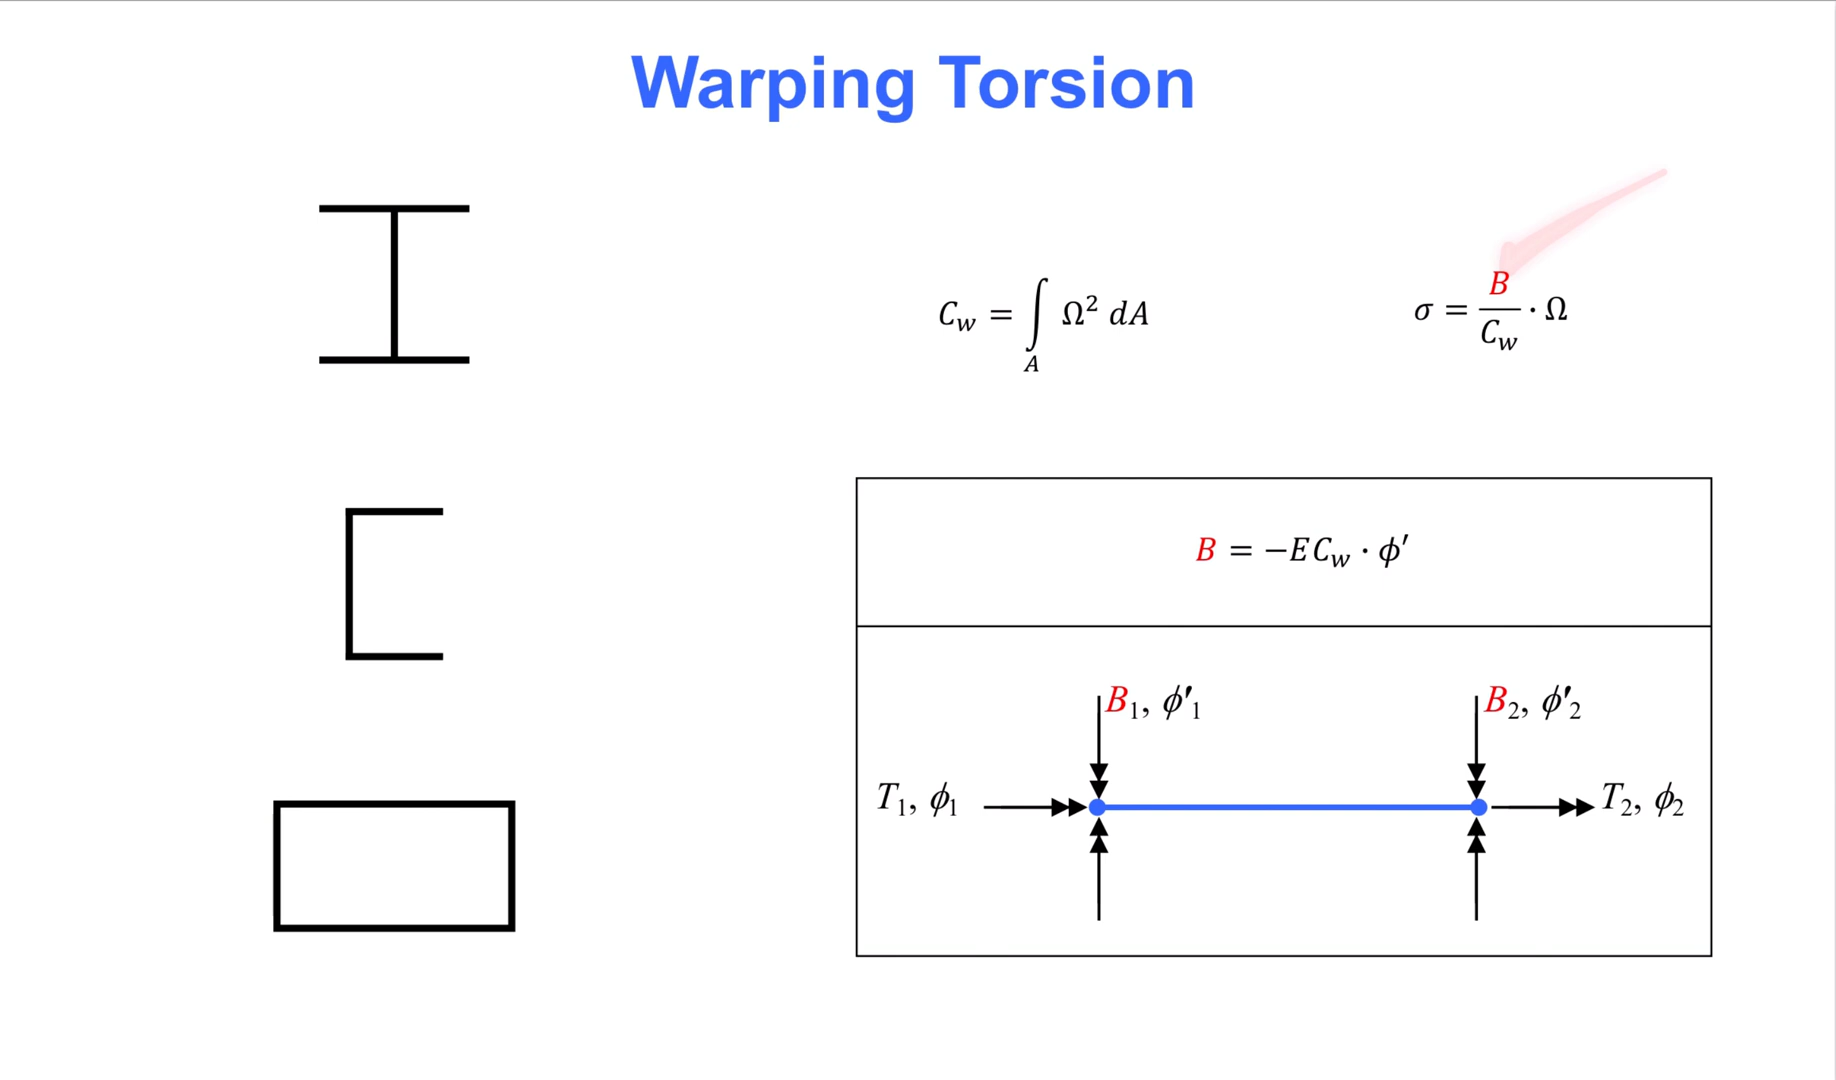 Warping Torsion
C_w = ∫_A Ω² dA
σ = B/C_w · Ω
B = −EC_w · ϕ′
B₁, ϕ′₁
B₂, ϕ′₂
T₁, ϕ₁
T₂, ϕ₂